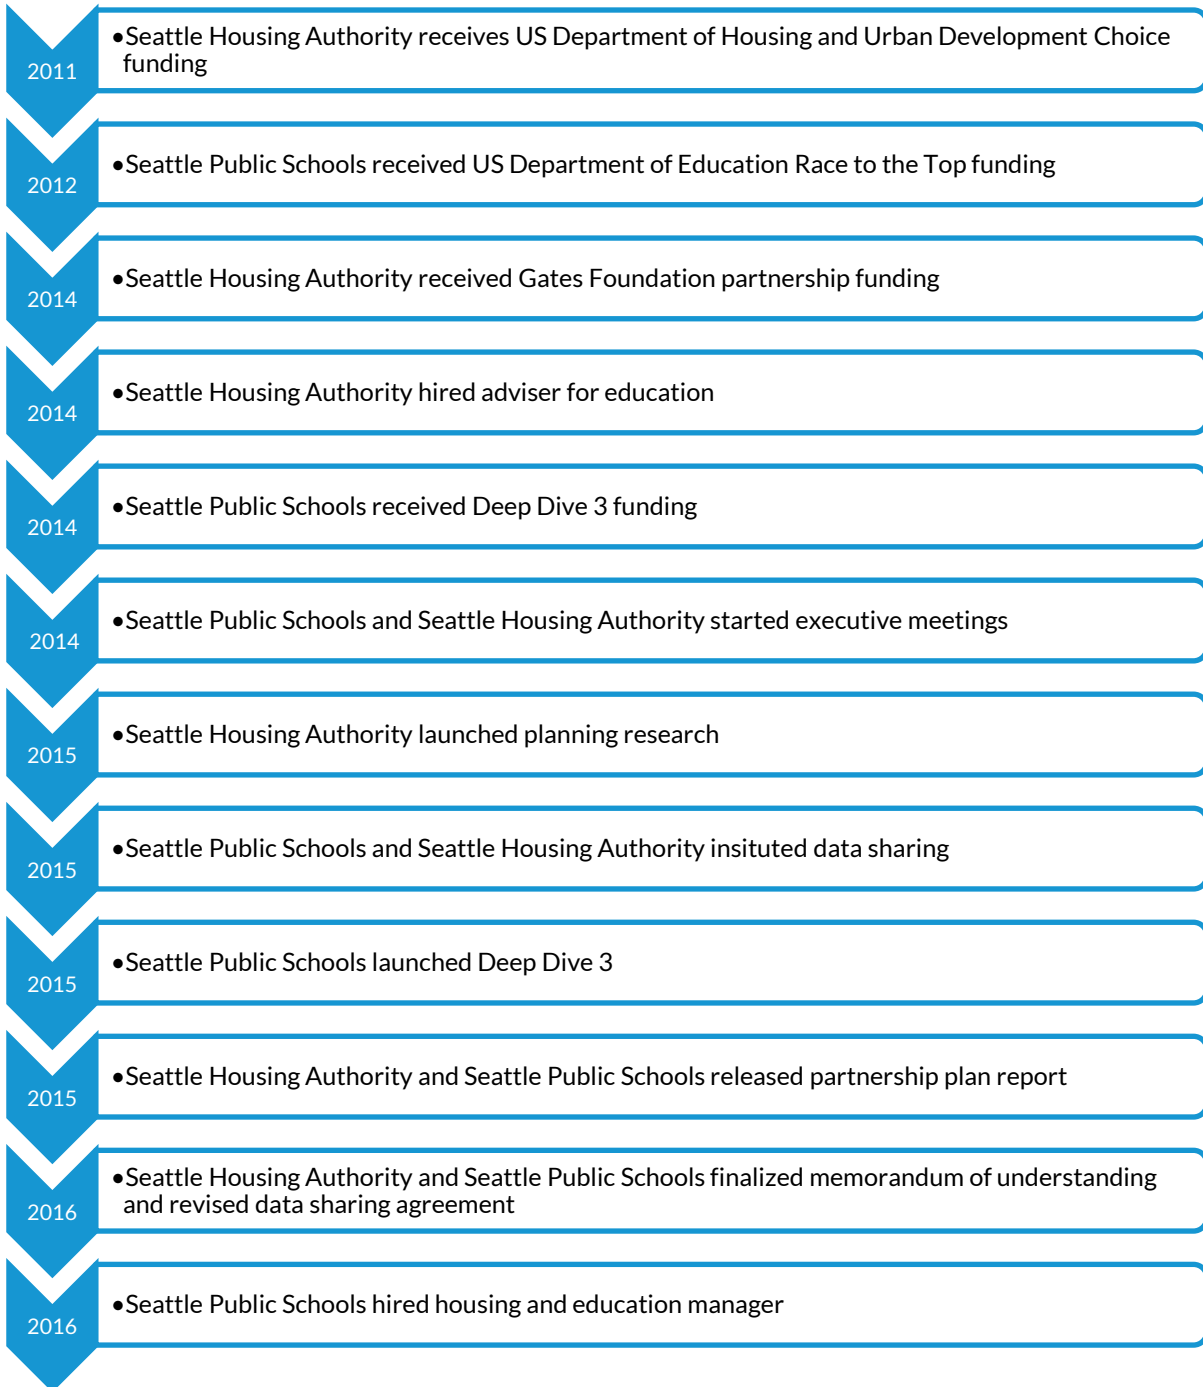 2011
•Seattle Housing Authority receives US Department of Housing and Urban Development Choice
funding
2012
•Seattle Public Schools received US Department of Education Race to the Top funding
2014
•Seattle Housing Authority received Gates Foundation partnership funding
2014
•Seattle Housing Authority hired adviser for education
2014
•Seattle Public Schools received Deep Dive 3 funding
2014
•Seattle Public Schools and Seattle Housing Authority started executive meetings
2015
•Seattle Housing Authority launched planning research
2015
•Seattle Public Schools and Seattle Housing Authority insituted data sharing
2015
•Seattle Public Schools launched Deep Dive 3
2015
•Seattle Housing Authority and Seattle Public Schools released partnership plan report
2016
•Seattle Housing Authority and Seattle Public Schools finalized memorandum of understanding
and revised data sharing agreement
2016
•Seattle Public Schools hired housing and education manager